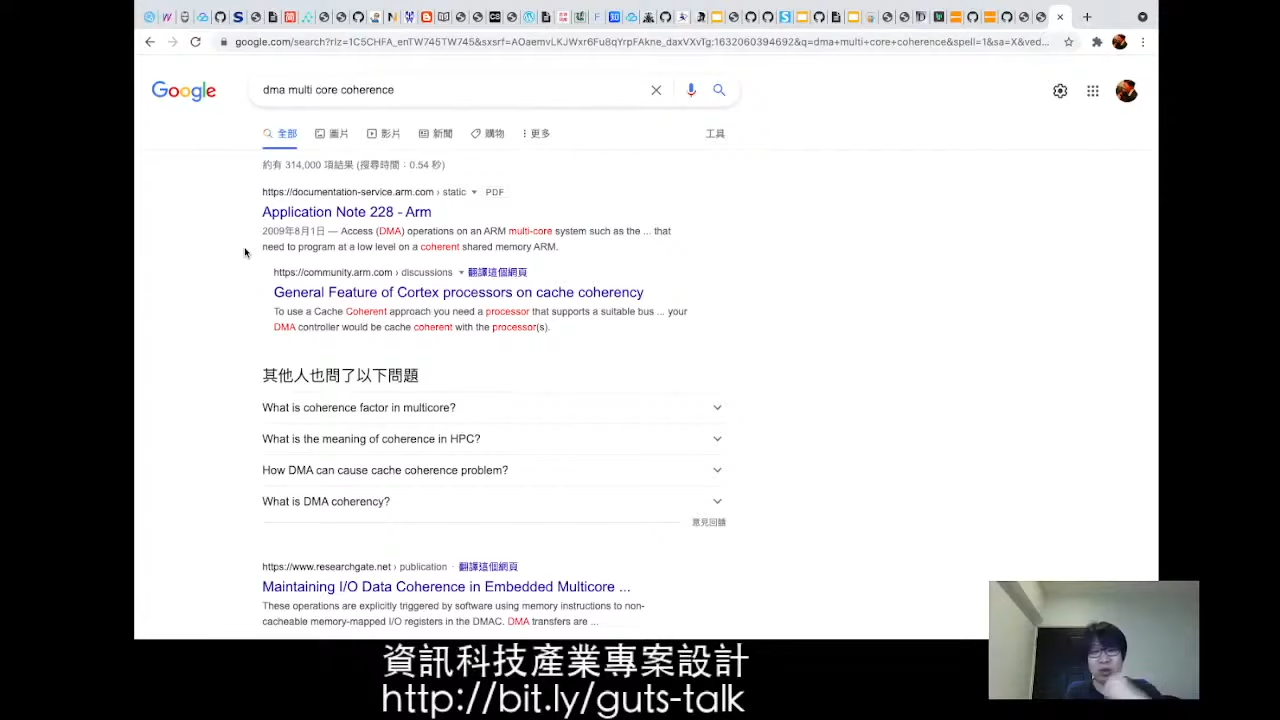 google.com/search?rlz=1C5CHFA_enTW745TW745&sxsrf=AOaemvLKJWxr6Fu8qYrpFAkne_daxVXvTg:1632060394692&q=dma+multi+core+coherence&spell=1&sa=X&ved...
Google
dma multi core coherence
全部 圖片 影片 新聞 購物 更多 工具
約有 314,000 項結果 (搜尋時間：0.54 秒)
https://documentation-service.arm.com › static PDF
Application Note 228 - Arm
2009年8月1日 — Access (DMA) operations on an ARM multi-core system such as the ... that
need to program at a low level on a coherent shared memory ARM.
https://community.arm.com › discussions 翻譯這個網頁
General Feature of Cortex processors on cache coherency
To use a Cache Coherent approach you need a processor that supports a suitable bus ... your
DMA controller would be cache coherent with the processor(s).
其他人也問了以下問題
What is coherence factor in multicore?
What is the meaning of coherence in HPC?
How DMA can cause cache coherence problem?
What is DMA coherency?
意見回饋
https://www.researchgate.net › publication · 翻譯這個網頁
Maintaining I/O Data Coherence in Embedded Multicore ...
These operations are explicitly triggered by software using memory instructions to non-
cacheable memory-mapped I/O registers in the DMAC. DMA transfers are ...
資訊科技產業專案設計
http://bit.ly/guts-talk